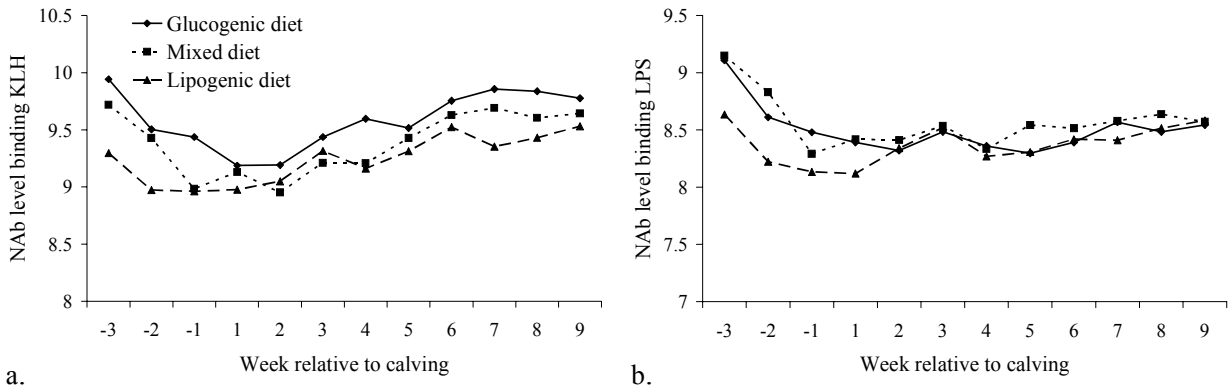 10.5
10
9.5
9
8.5
8
NAb level binding KLH
Glucogenic diet
Mixed diet
Lipogenic diet
-3 -2 -1 1 2 3 4 5 6 7 8 9
Week relative to calving
a.
9.5
9
8.5
8
7.5
7
NAb level binding LPS
-3 -2 -1 1 2 3 4 5 6 7 8 9
Week relative to calving
b.